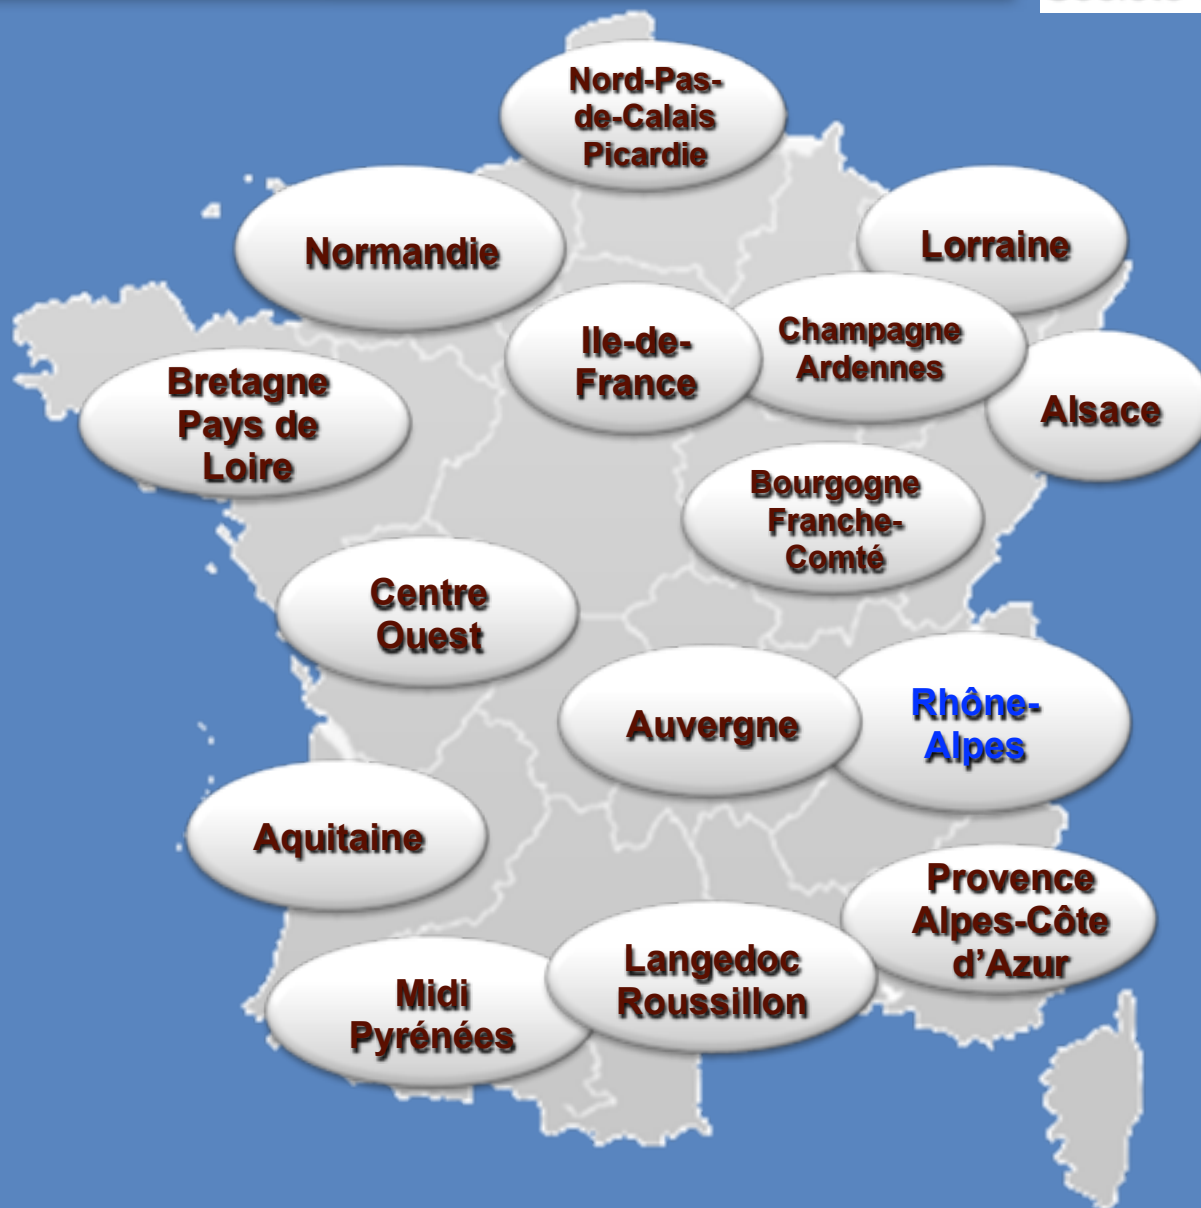 Nord-Pas-
de-Calais
Picardie
Normandie
Lorraine
Ile-de-
France
Champagne
Ardennes
Bretagne
Pays de
Loire
Alsace
Bourgogne
Franche-
Comté
Centre
Ouest
Auvergne
Rhône-
Alpes
Aquitaine
Provence
Alpes-Côte
d’Azur
Midi
Pyrénées
Langedoc
Roussillon